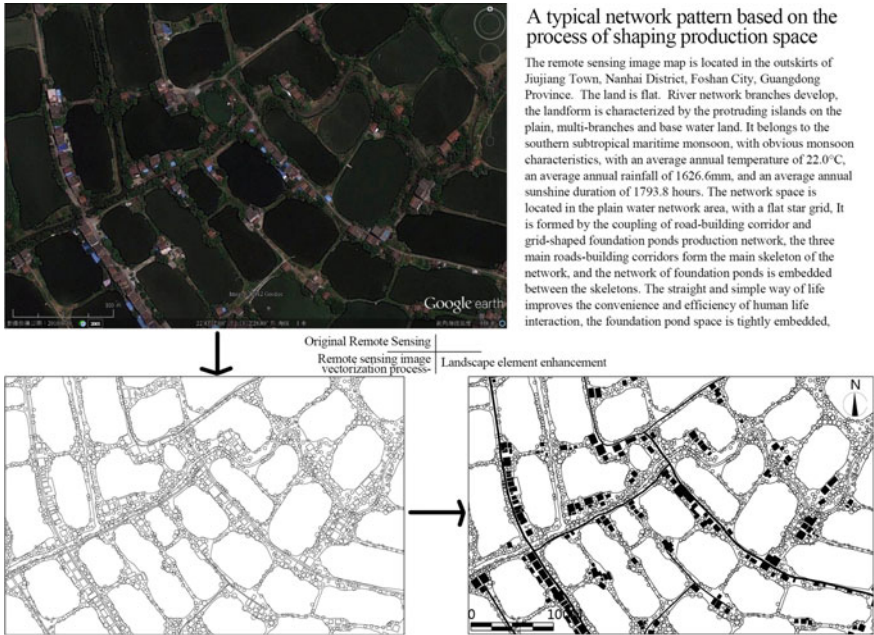 A typical network pattern based on the
process of shaping production space
The remote sensing image map is located in the outskirts of
Jiujiang Town, Nanhai District, Foshan City, Guangdong
Province. The land is flat. River network branches develop,
the landform is characterized by the protruding islands on the
plain, multi-branches and base water land. It belongs to the
southern subtropical maritime monsoon, with obvious monsoon
characteristics, with an average annual temperature of 22.0°C,
an average annual rainfall of 1626.6mm, and an average annual
sunshine duration of 1793.8 hours. The network space is
located in the plain water network area, with a flat star grid, It
is formed by the coupling of road-building corridor and
grid-shaped foundation ponds production network, the three
main roads-building corridors form the main skeleton of the
network, and the network of foundation ponds is embedded
between the skeletons. The straight and simple way of life
improves the convenience and efficiency of human life
interaction, the foundation pond space is tightly embedded,
Google earth
Original Remote Sensing
Remote sensing image
vectorization process-
Landscape element enhancement
N
0 100